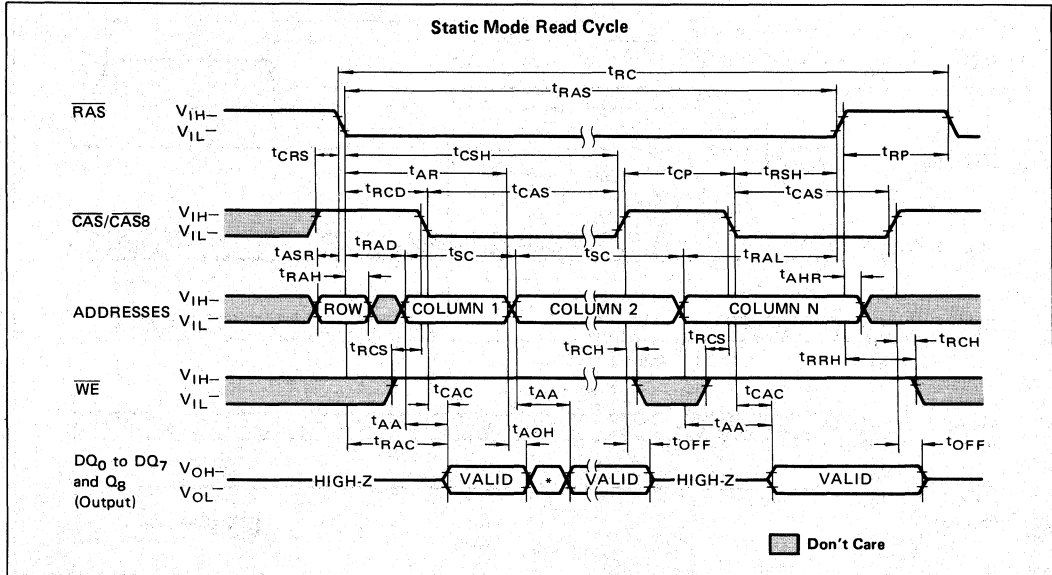 Static Mode Read Cycle
tRC
tRAS
RAS VIH– VIL–
tCRS tCSH tRP
tAR tCP tRSH
tRCD tCAS tCAS
CAS/CAS8 VIH– VIL–
tASR tRAD tSC tSC tRAL
tRAH tAHR
ADDRESSES VIH– VIL– ROW COLUMN 1 COLUMN 2 COLUMN N
tRCS tRCH tRCS tRCH
tRRH
WE VIH– VIL–
tCAC tAA tCAC
tAA tAOH tOFF tAA tOFF
tRAC
DQ0 to DQ7 and Q8 (Output) VOH– VOL– HIGH-Z VALID * VALID HIGH-Z VALID
Don't Care